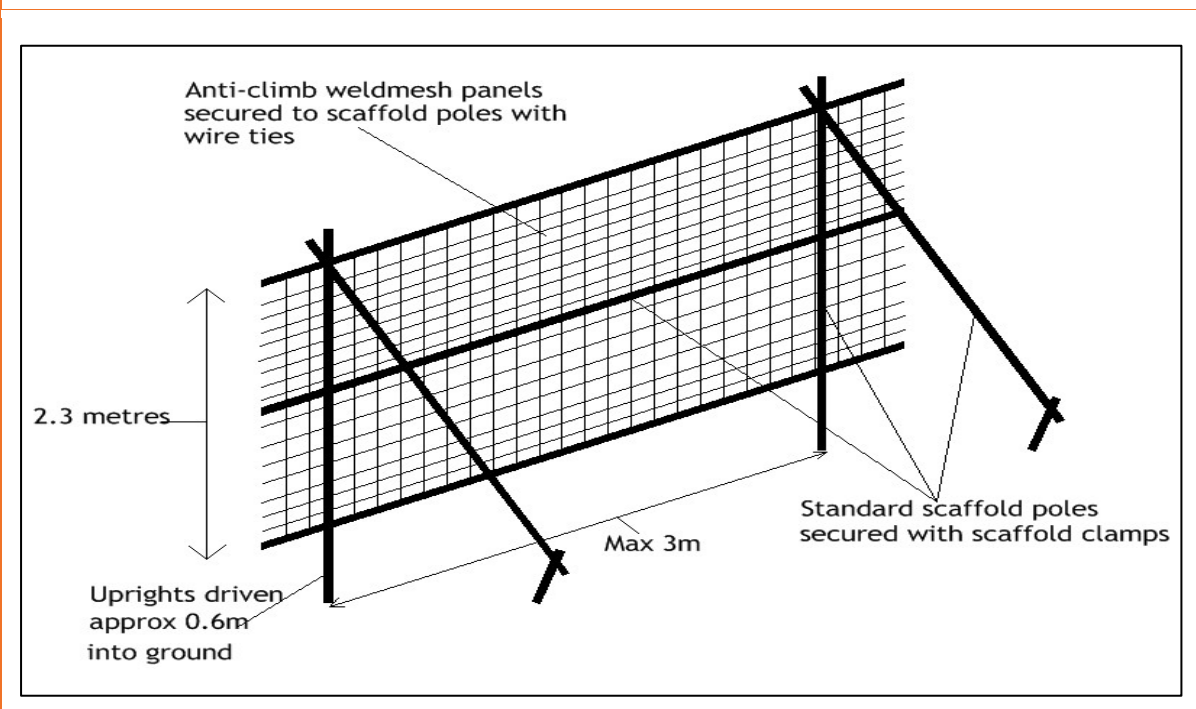 Anti-climb weldmesh panels
secured to scaffold poles with
wire ties
2.3 metres
Standard scaffold poles
secured with scaffold clamps
Max 3m
Uprights driven
approx 0.6m
into ground